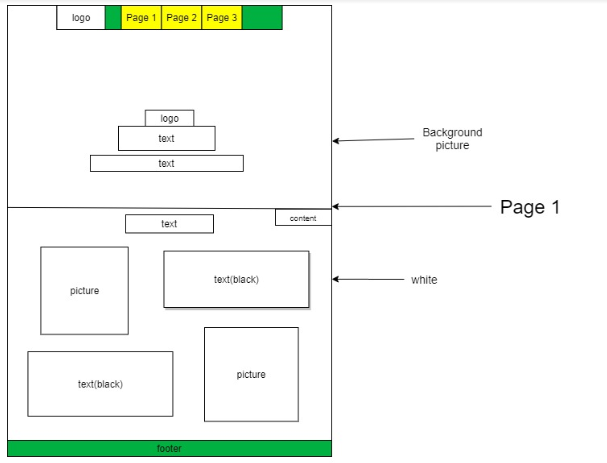 logo
Page 1
Page 2
Page 3
logo
text
text
Background
picture
Page 1
text
content
picture
text(black)
white
text(black)
picture
footer